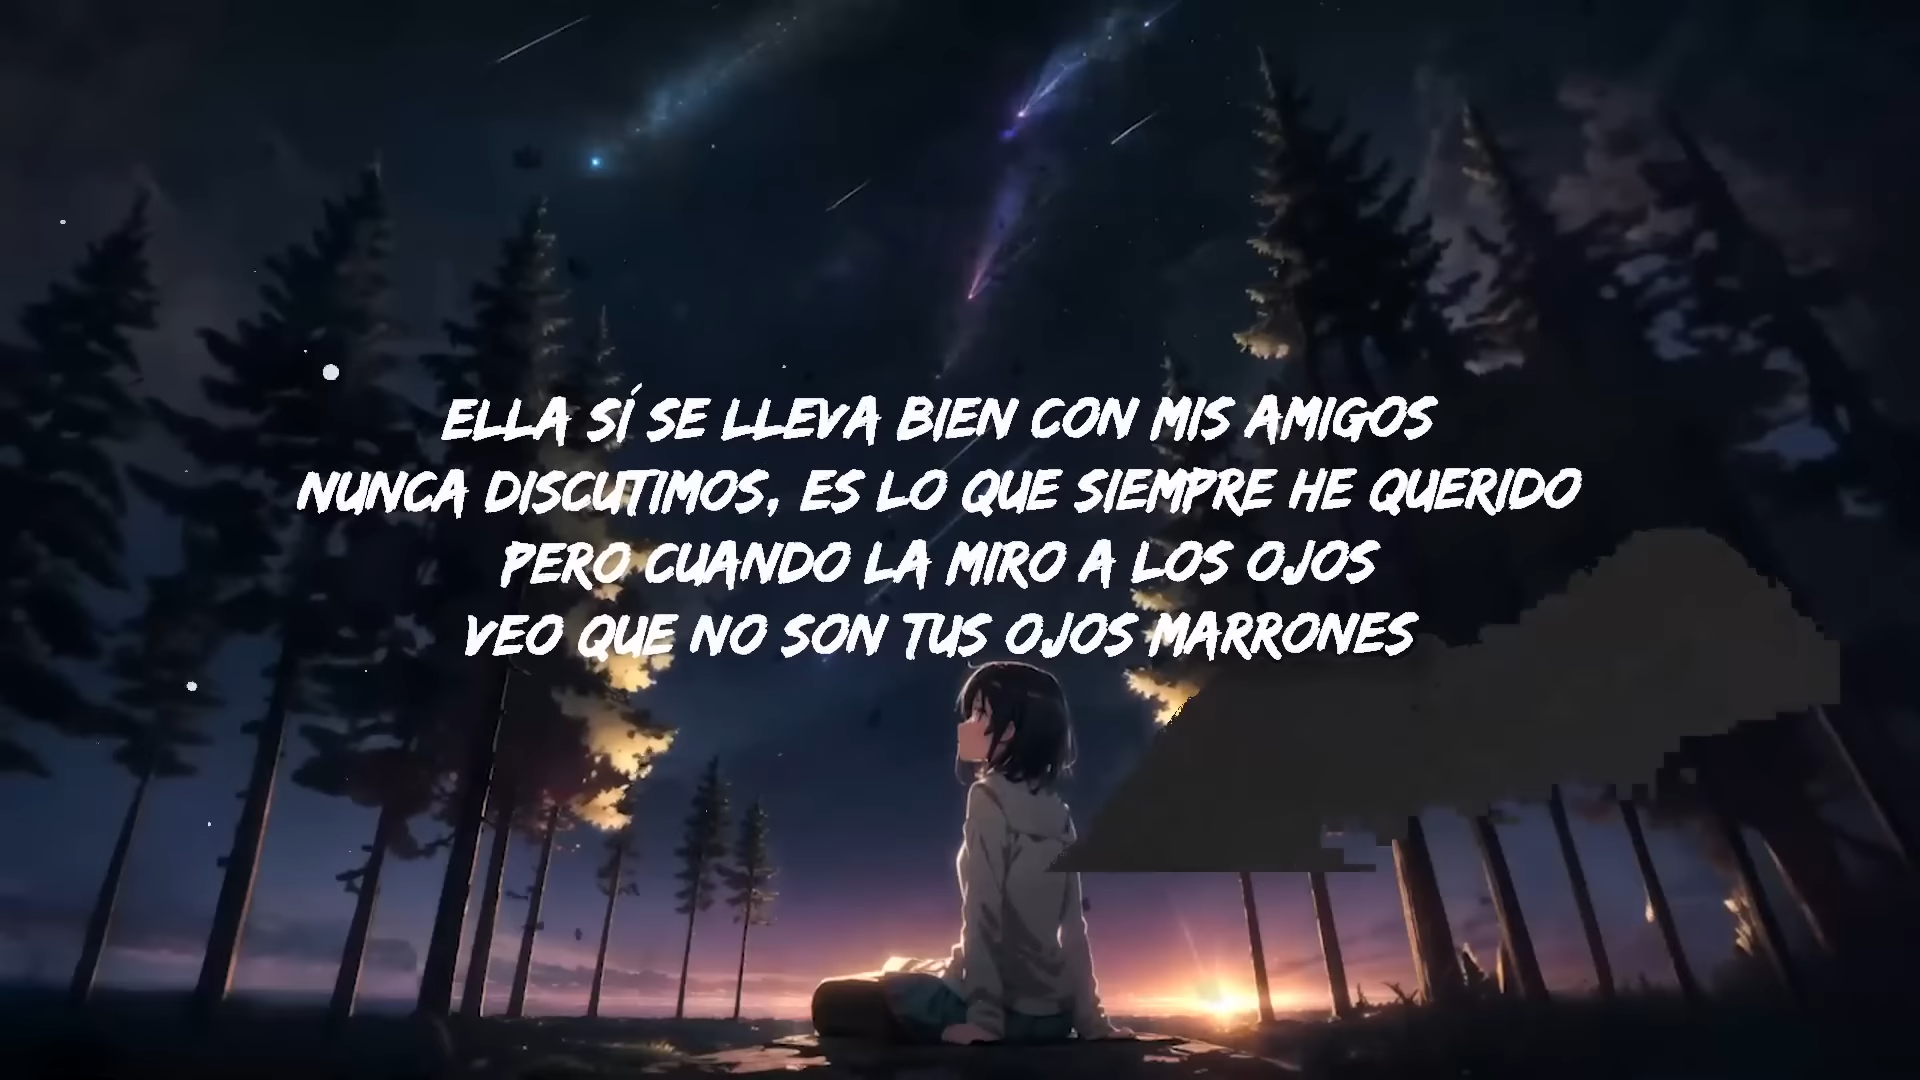 ELLA SÍ SE LLEVA BIEN CON MIS AMIGOS
NUNCA DISCUTIMOS, ES LO QUE SIEMPRE HE QUERIDO
PERO CUANDO LA MIRO A LOS OJOS
VEO QUE NO SON TUS OJOS MARRONES